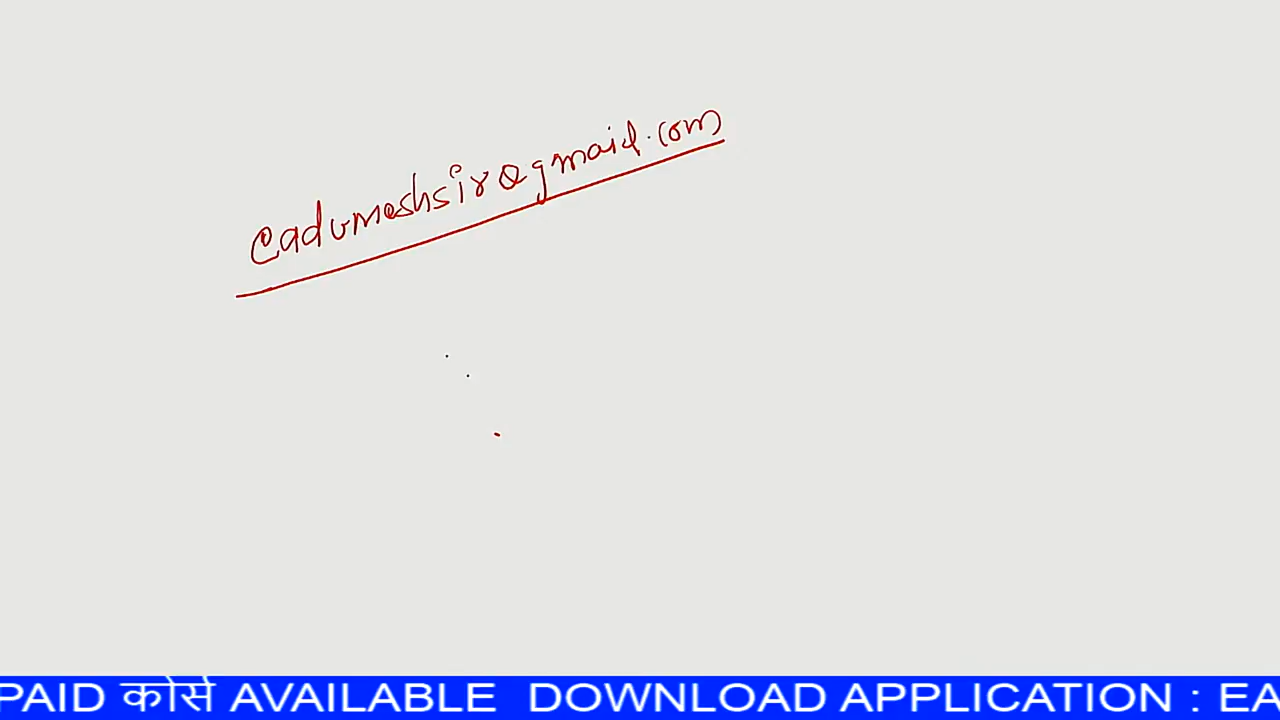 cadumeshsir@gmail.com
PAID कोर्स AVAILABLE DOWNLOAD APPLICATION : EA